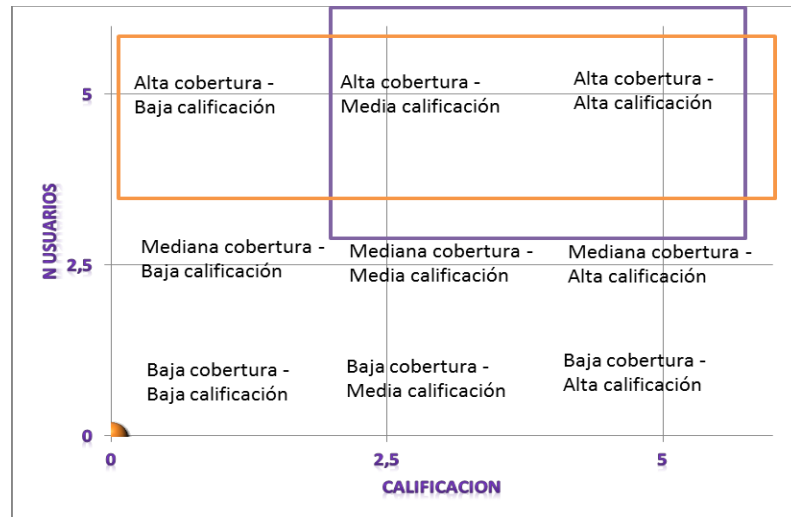 Alta cobertura -
Baja calificación
Alta cobertura -
Media calificación
Alta cobertura -
Alta calificación
5
Mediana cobertura -
Baja calificación
Mediana cobertura -
Media calificación
Mediana cobertura -
Alta calificación
2,5
N USUARIOS
Baja cobertura -
Baja calificación
Baja cobertura -
Media calificación
Baja cobertura -
Alta calificación
0
0
2,5
5
CALIFICACION